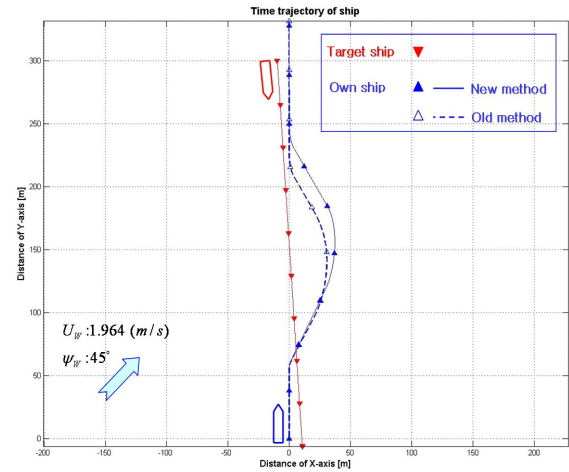 Time trajectory of ship
Target ship
Own ship
New method
Old method
Distance of Y-axis [m]
300
250
200
150
100
50
0
U_W :1.964 (m/s)
ψ_W :45°
-200 -150 -100 -50 0 50 100 150 200
Distance of X-axis [m]